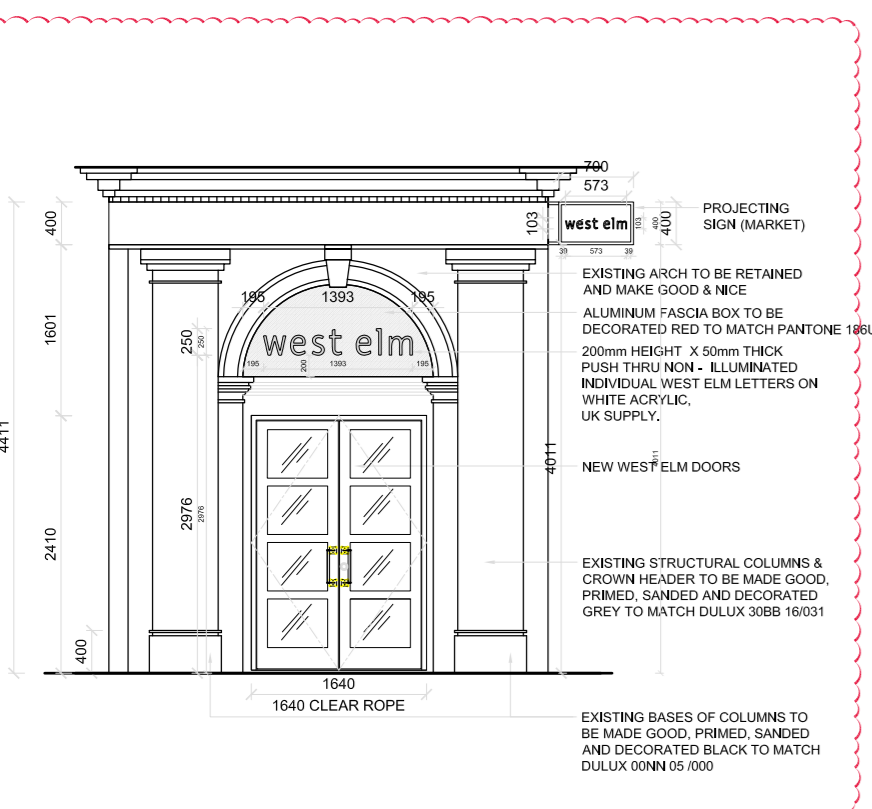 700
573
400
103
west elm
103
400
400
PROJECTING
SIGN (MARKET)
39
573
39
EXISTING ARCH TO BE RETAINED
AND MAKE GOOD & NICE
195
1393
195
ALUMINUM FASCIA BOX TO BE
DECORATED RED TO MATCH PANTONE 186U
1601
250
250
west elm
195
200
1393
195
200mm HEIGHT X 50mm THICK
PUSH THRU NON - ILLUMINATED
INDIVIDUAL WEST ELM LETTERS ON
WHITE ACRYLIC,
UK SUPPLY.
4411
4011
4011
NEW WEST ELM DOORS
2976
2976
2410
EXISTING STRUCTURAL COLUMNS &
CROWN HEADER TO BE MADE GOOD,
PRIMED, SANDED AND DECORATED
GREY TO MATCH DULUX 30BB 16/031
400
1640
1640 CLEAR ROPE
EXISTING BASES OF COLUMNS TO
BE MADE GOOD, PRIMED, SANDED
AND DECORATED BLACK TO MATCH
DULUX 00NN 05 /000